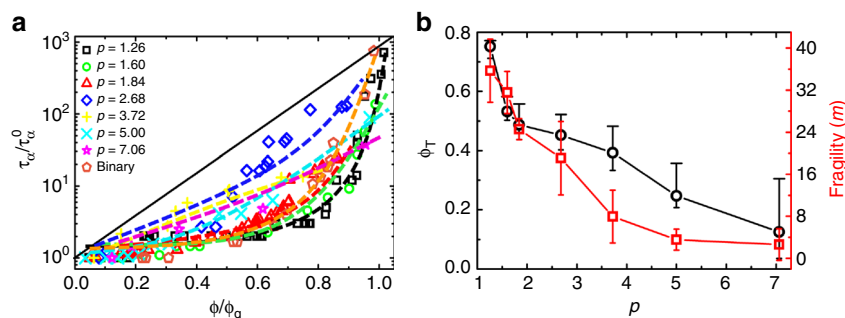 a
10³
10²
10¹
10⁰
τα/τα⁰
p = 1.26
p = 1.60
p = 1.84
p = 2.68
p = 3.72
p = 5.00
p = 7.06
Binary
0.0 0.2 0.4 0.6 0.8 1.0
ϕ/ϕg
b
0.8
0.6
0.4
0.2
0.0
ϕT
40
32
24
16
8
0
Fragility (m)
1 2 3 4 5 6 7
p